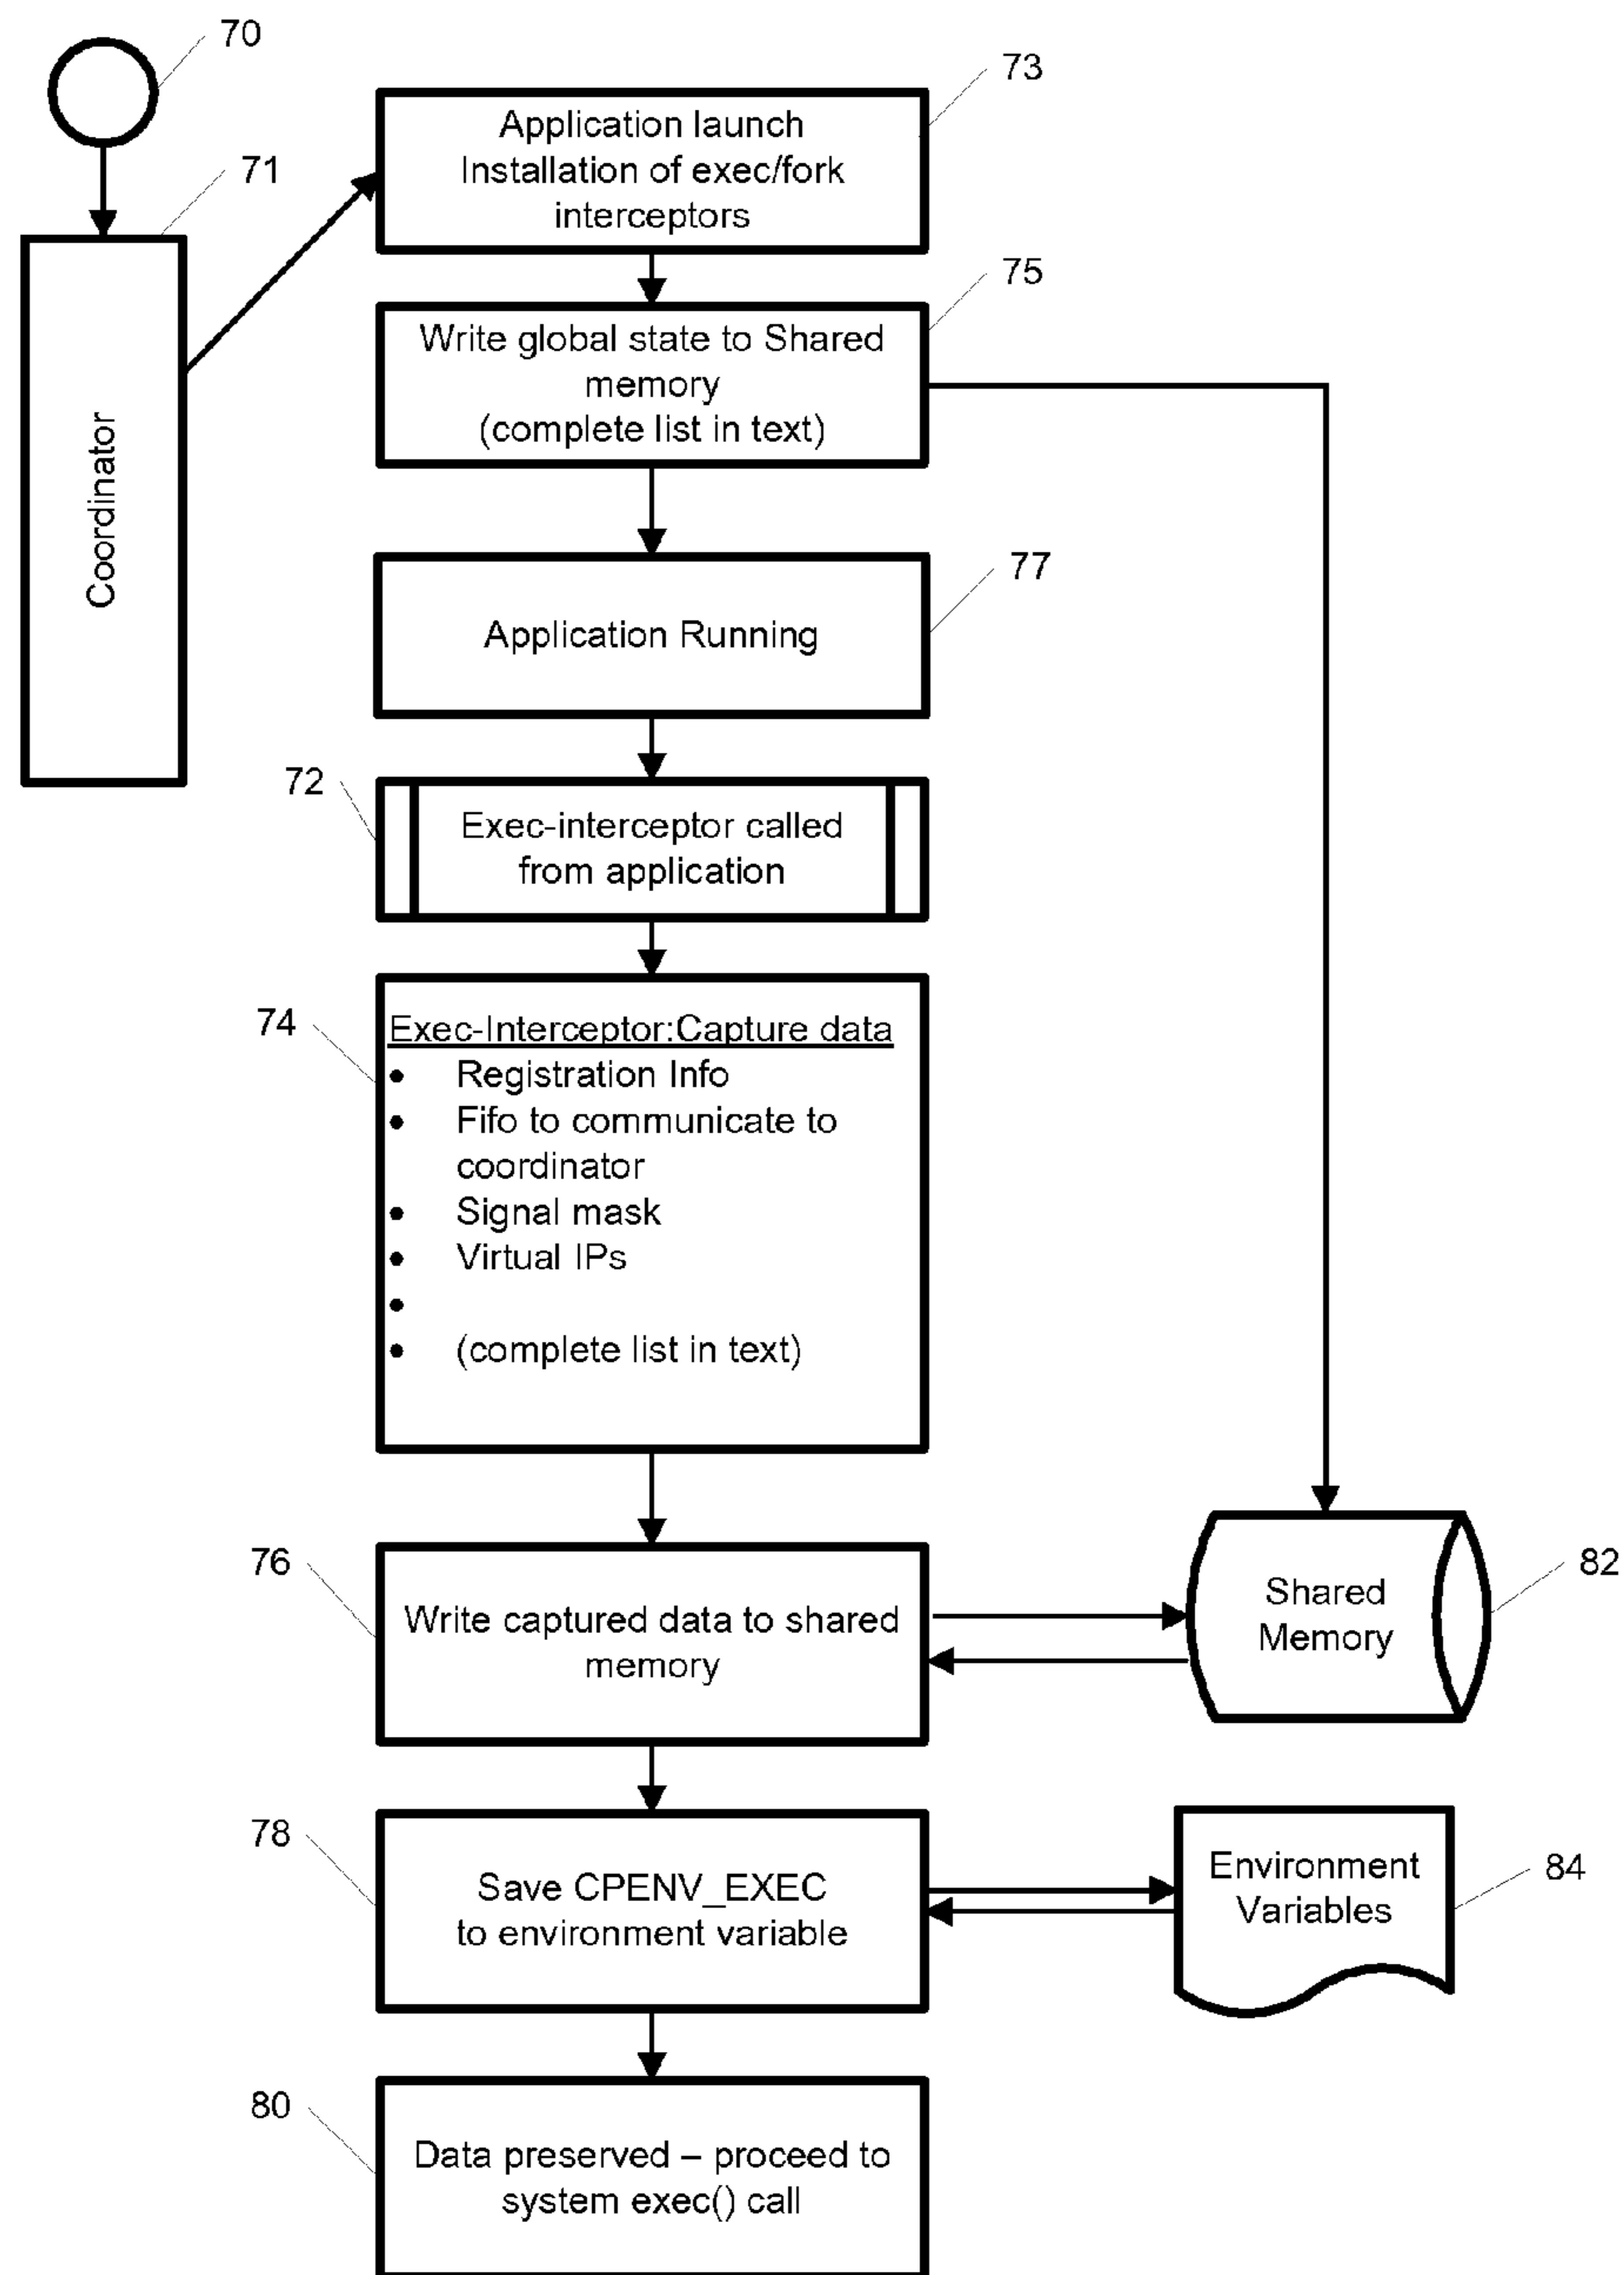 70
71
Coordinator
73
Application launch
Installation of exec/fork
interceptors
75
Write global state to Shared
memory
(complete list in text)
77
Application Running
72
Exec-interceptor called
from application
74
Exec-Interceptor:Capture data
• Registration Info
• Fifo to communicate to
coordinator
• Signal mask
• Virtual IPs
•
• (complete list in text)
76
Write captured data to shared
memory
82
Shared
Memory
78
Save CPENV_EXEC
to environment variable
84
Environment
Variables
80
Data preserved – proceed to
system exec() call